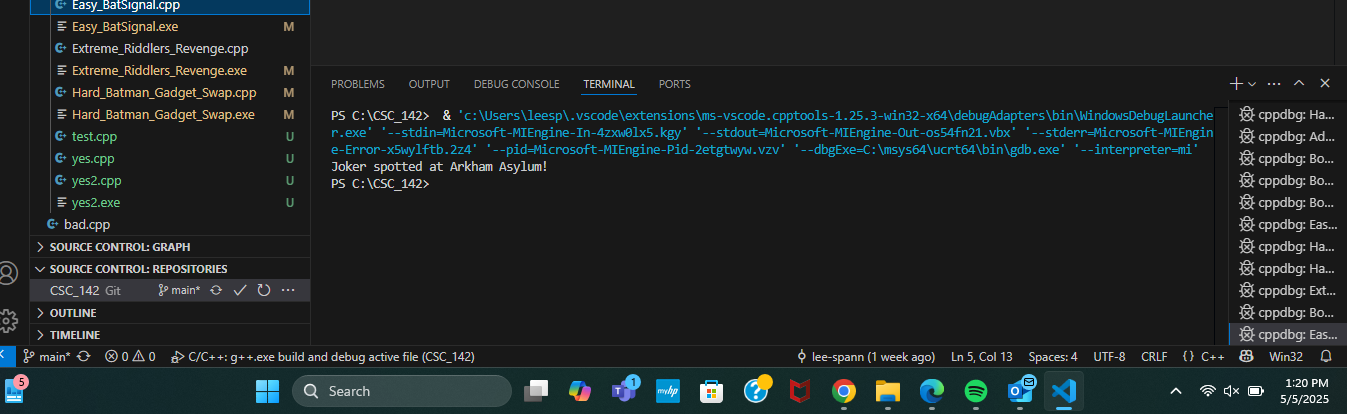 Easy_BatSignal.cpp
Easy_BatSignal.exe M
Extreme_Riddlers_Revenge.cpp
Extreme_Riddlers_Revenge.exe M
Hard_Batman_Gadget_Swap.cpp M
Hard_Batman_Gadget_Swap.exe M
test.cpp U
yes.cpp U
yes2.cpp U
yes2.exe U
bad.cpp
SOURCE CONTROL: GRAPH
SOURCE CONTROL: REPOSITORIES
CSC_142 Git main*
OUTLINE
TIMELINE
PROBLEMS OUTPUT DEBUG CONSOLE TERMINAL PORTS
PS C:\CSC_142> & 'c:\Users\leesp\.vscode\extensions\ms-vscode.cpptools-1.25.3-win32-x64\debugAdapters\bin\WindowsDebugLaunche
r.exe' '--stdin=Microsoft-MIEngine-In-4zxw0lx5.kgy' '--stdout=Microsoft-MIEngine-Out-os54fn21.vbx' '--stderr=Microsoft-MIEngin
e-Error-x5wylftb.2z4' '--pid=Microsoft-MIEngine-Pid-2etgtwyw.vzv' '--dbgExe=C:\msys64\ucrt64\bin\gdb.exe' '--interpreter=mi'
Joker spotted at Arkham Asylum!
PS C:\CSC_142>
cppdbg: Ha...
cppdbg: Ad...
cppdbg: Bo...
cppdbg: Bo...
cppdbg: Bo...
cppdbg: Eas...
cppdbg: Ha...
cppdbg: Ha...
cppdbg: Ext...
cppdbg: Bo...
cppdbg: Eas...
main* 0 0 C/C++: g++.exe build and debug active file (CSC_142) lee-spann (1 week ago) Ln 5, Col 13 Spaces: 4 UTF-8 CRLF {} C++ Win32
5 Search 1 myhp 1:20 PM
5/5/2025